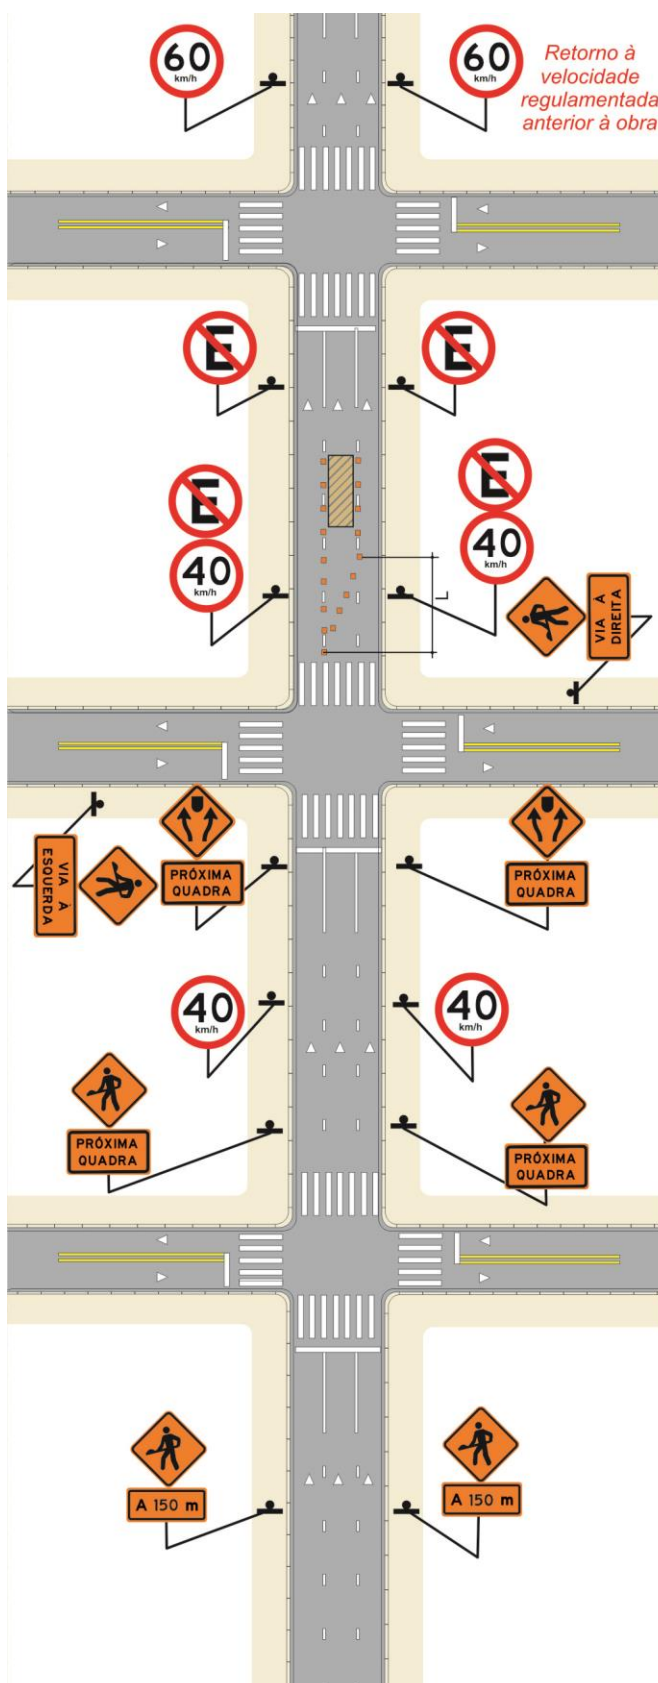 60
km/h
60
km/h
Retorno à
velocidade
regulamentada
anterior à obra
E
E
E
40
km/h
E
40
km/h
L
VIA À
DIREITA
VIA À
ESQUERDA
PRÓXIMA
QUADRA
PRÓXIMA
QUADRA
40
km/h
40
km/h
PRÓXIMA
QUADRA
PRÓXIMA
QUADRA
A 150 m
A 150 m